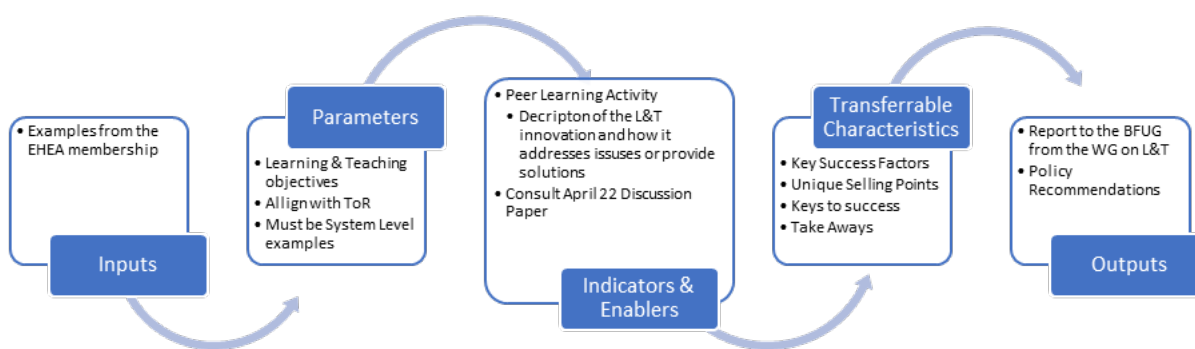 • Examples from the
EHEA membership
Inputs
Parameters
• Learning & Teaching
objectives
• Allign with ToR
• Must be System Level
examples
• Peer Learning Activity
• Decripton of the L&T
innovation and how it
addresses issuses or provide
solutions
• Consult April 22 Discussion
Paper
Indicators &
Enablers
Transferrable
Characteristics
• Key Success Factors
• Unique Selling Points
• Keys to success
• Take Aways
• Report to the BFUG
from the WG on L&T
• Policy
Recommendations
Outputs